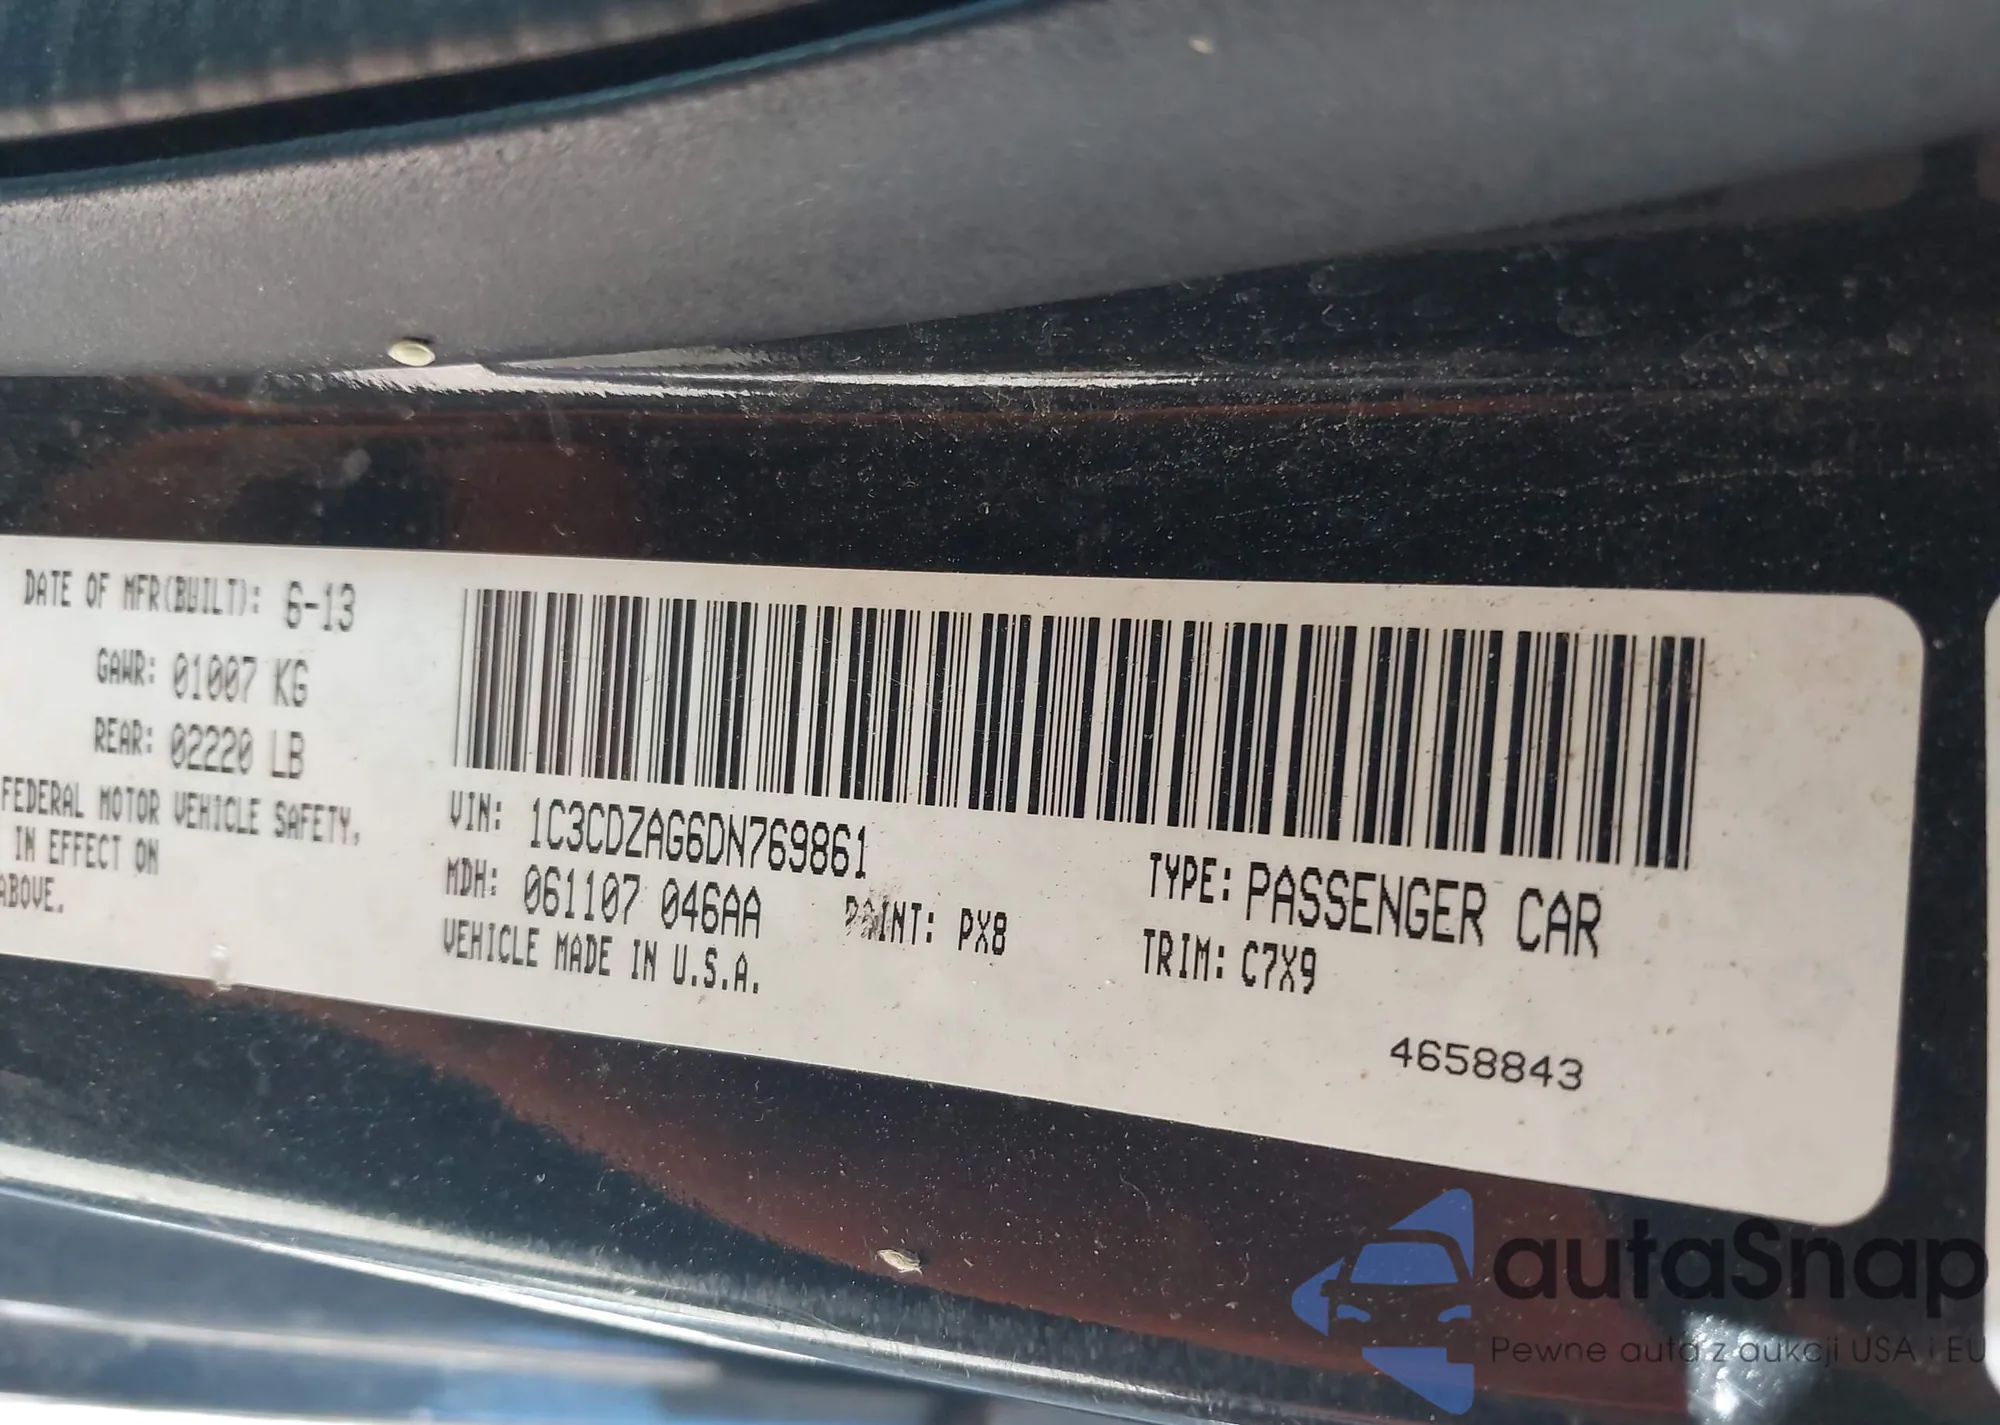 DATE OF MFR(BUILT): 6-13
GAWR: 01007 KG
REAR: 02220 LB
FEDERAL MOTOR VEHICLE SAFETY,
IN EFFECT ON
ABOVE.
VIN: 1C3CDZAG6DN769861
MDH: 061107 046AA
PAINT: PX8
VEHICLE MADE IN U.S.A.
TYPE: PASSENGER CAR
TRIM: C7X9
4658843
autaSnap
Pewne auta z aukcji USA i EU